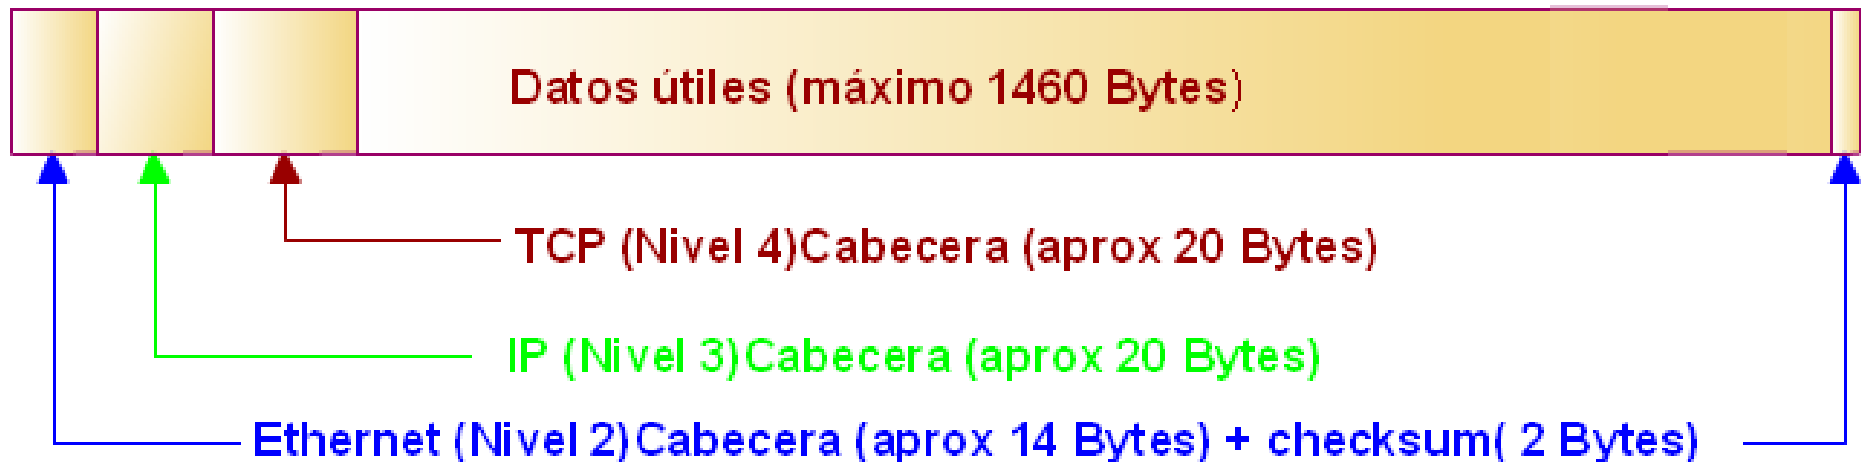 Datos útiles (máximo 1460 Bytes)
TCP (Nivel 4)Cabecera (aprox 20 Bytes)
IP (Nivel 3)Cabecera (aprox 20 Bytes)
Ethernet (Nivel 2)Cabecera (aprox 14 Bytes) + checksum( 2 Bytes)